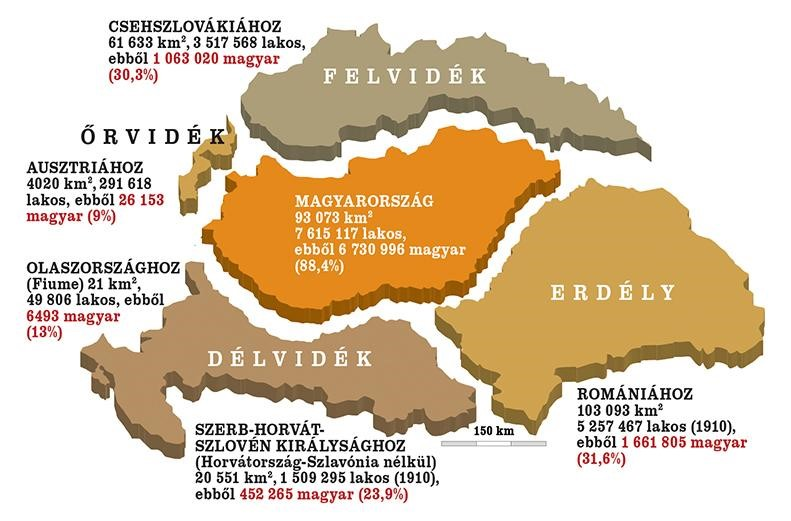 CSEHSZLOVÁKIÁHOZ
61 633 km², 3 517 568 lakos,
ebből 1 063 020 magyar
(30,3%)
FELVIDÉK
ŐRVIDÉK
AUSZTRIÁHOZ
4020 km², 291 618
lakos, ebből 26 153
magyar (9%)
MAGYARORSZÁG
93 073 km²
7 615 117 lakos,
ebből 6 730 996 magyar
(88,4%)
OLASZORSZÁGHOZ
(Fiume) 21 km²,
49 806 lakos, ebből
6493 magyar
(13%)
ERDÉLY
DÉLVIDÉK
ROMÁNIÁHOZ
103 093 km²
5 257 467 lakos (1910),
ebből 1 661 805 magyar
(31,6%)
SZERB-HORVÁT-
SZLOVÉN KIRÁLYSÁGHOZ
(Horvátország-Szlavónia nélkül)
20 551 km², 1 509 295 lakos (1910),
ebből 452 265 magyar (23,9%)
150 km